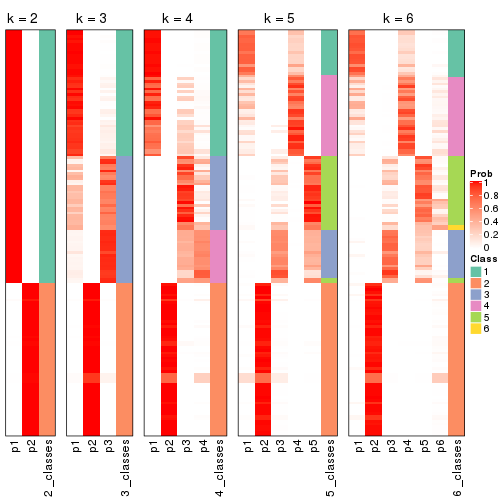 k = 2
k = 3
k = 4
k = 5
k = 6
p1
p2
2_classes
p1
p2
p3
3_classes
p1
p2
p3
p4
4_classes
p1
p2
p3
p4
p5
5_classes
p1
p2
p3
p4
p5
p6
6_classes
Prob
1
0.8
0.6
0.4
0.2
0
Class
1
2
3
4
5
6